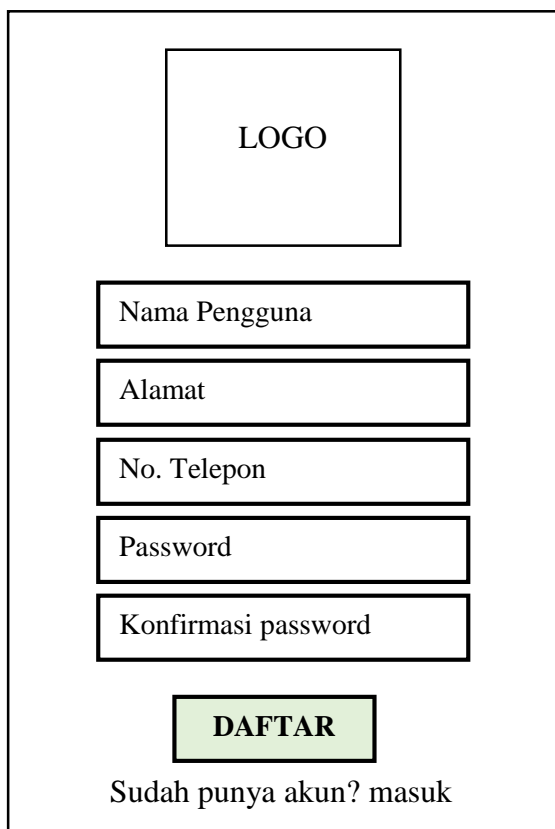 LOGO
Nama Pengguna
Alamat
No. Telepon
Password
Konfirmasi password
DAFTAR
Sudah punya akun? masuk